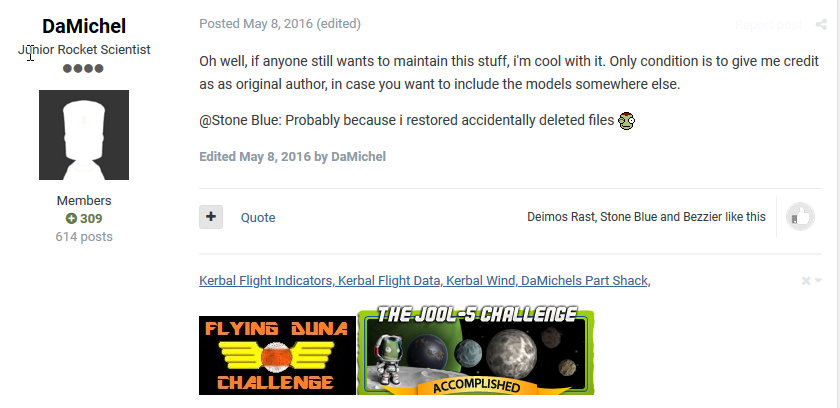 DaMichel
Junior Rocket Scientist
Members
309
614 posts
Posted May 8, 2016 (edited)
Report post
Oh well, if anyone still wants to maintain this stuff, i'm cool with it. Only condition is to give me credit
as as original author, in case you want to include the models somewhere else.
@Stone Blue: Probably because i restored accidentally deleted files
Edited May 8, 2016 by DaMichel
+ Quote
Deimos Rast, Stone Blue and Bezzier like this
Kerbal Flight Indicators, Kerbal Flight Data, Kerbal Wind, DaMichels Part Shack,
FLYING DUNA
CHALLENGE
THE JOOL-5 CHALLENGE
ACCOMPLISHED